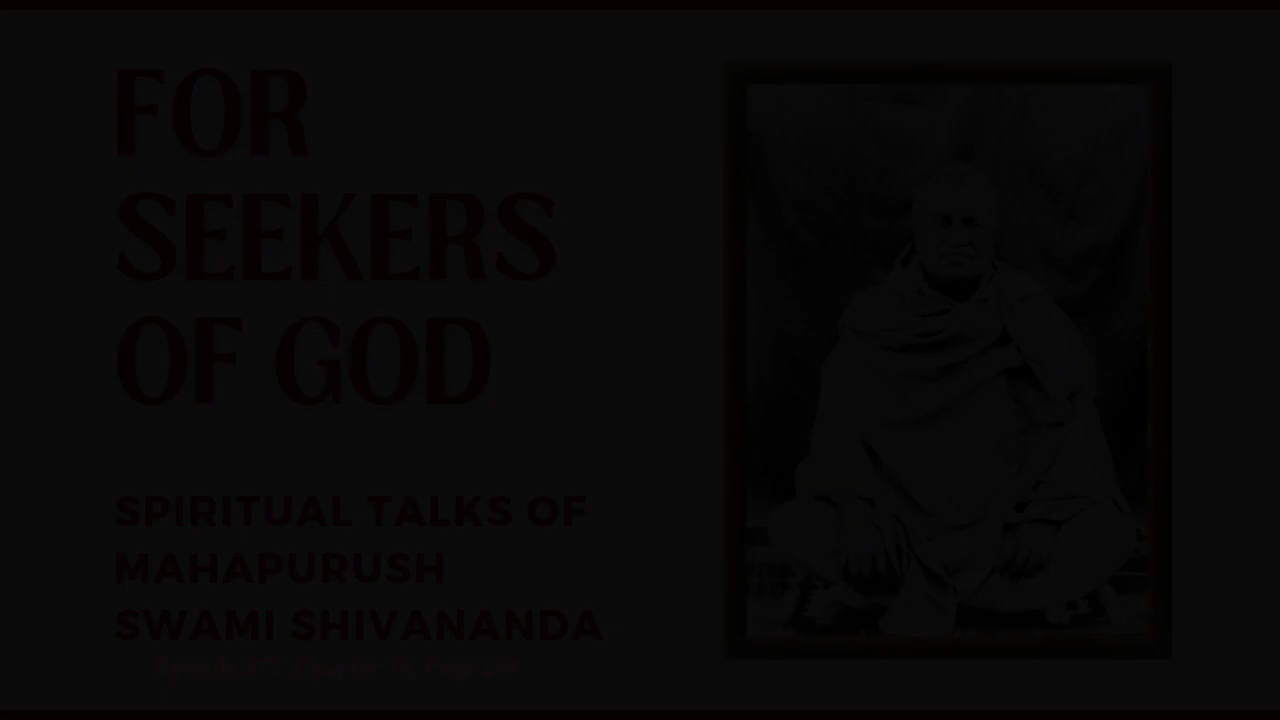 FOR
SEEKERS
OF GOD
SPIRITUAL TALKS OF
MAHAPURUSH
SWAMI SHIVANANDA